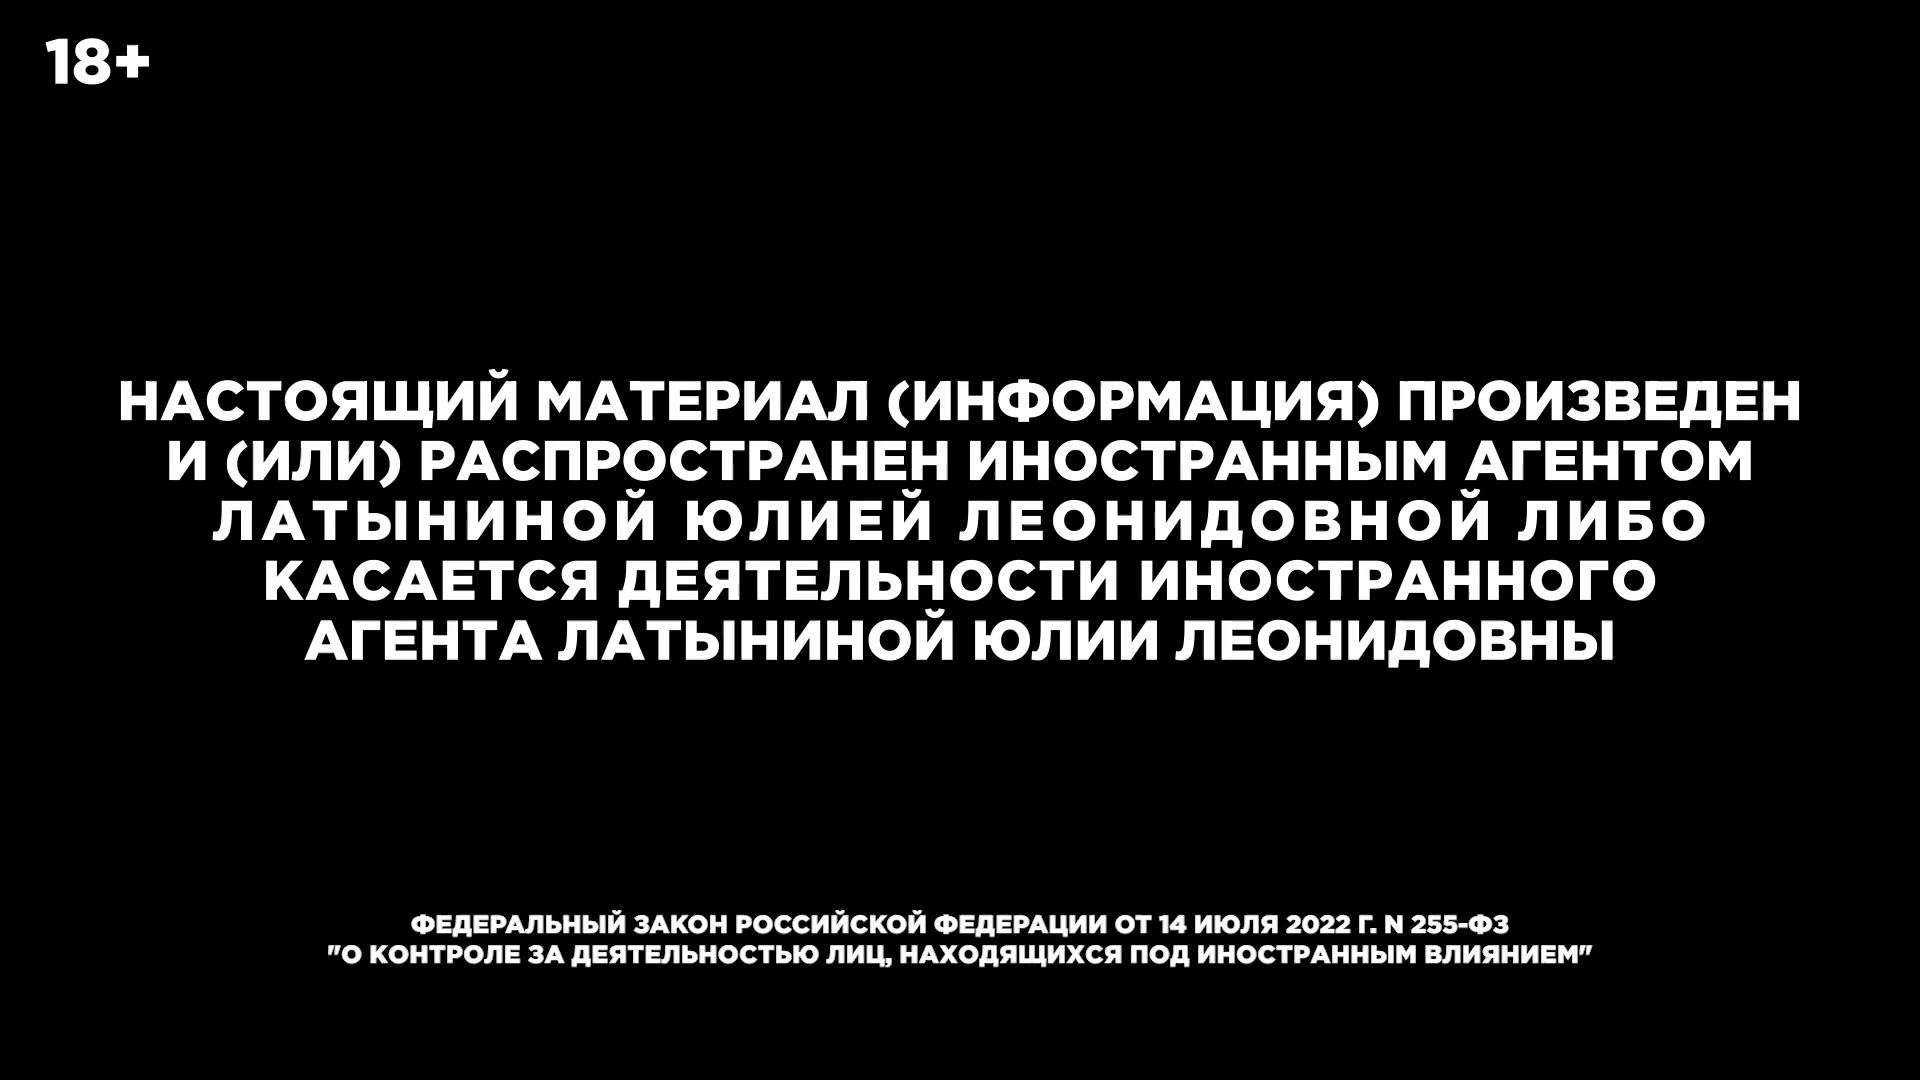 18+
НАСТОЯЩИЙ МАТЕРИАЛ (ИНФОРМАЦИЯ) ПРОИЗВЕДЕН
И (ИЛИ) РАСПРОСТРАНЕН ИНОСТРАННЫМ АГЕНТОМ
ЛАТЫНИНОЙ ЮЛИЕЙ ЛЕОНИДОВНОЙ ЛИБО
КАСАЕТСЯ ДЕЯТЕЛЬНОСТИ ИНОСТРАННОГО
АГЕНТА ЛАТЫНИНОЙ ЮЛИИ ЛЕОНИДОВНЫ
ФЕДЕРАЛЬНЫЙ ЗАКОН РОССИЙСКОЙ ФЕДЕРАЦИИ ОТ 14 ИЮЛЯ 2022 Г. N 255-ФЗ
"О КОНТРОЛЕ ЗА ДЕЯТЕЛЬНОСТЬЮ ЛИЦ, НАХОДЯЩИХСЯ ПОД ИНОСТРАННЫМ ВЛИЯНИЕМ"